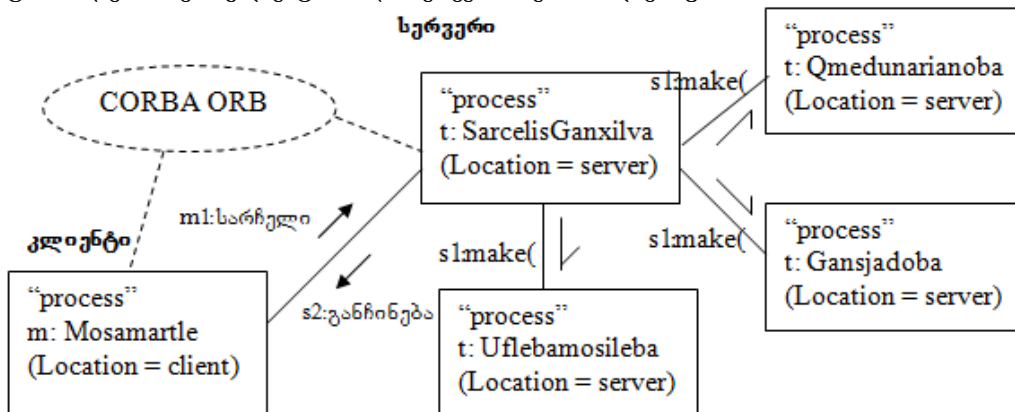 სერვერი
“process”
t: Qmedunarianoba
(Location = server)
s1:make(
CORBA ORB
“process”
t: SarcelisGanxilva
(Location = server)
m1:სარჩელი
კლიენტი
s1:make(
s1:make(
“process”
t: Gansjadoba
(Location = server)
“process”
m: Mosamartle
(Location = client)
s2:განჩინება
“process”
t: Uflebamosileba
(Location = server)